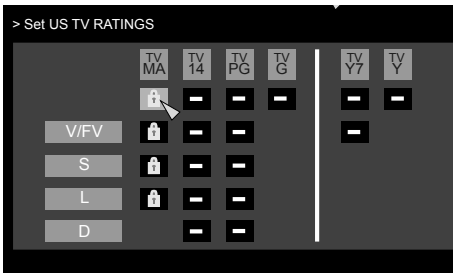 > Set US TV RATINGS
TV MA TV 14 TV PG TV G TV Y7 TV Y
V/FV
S
L
D